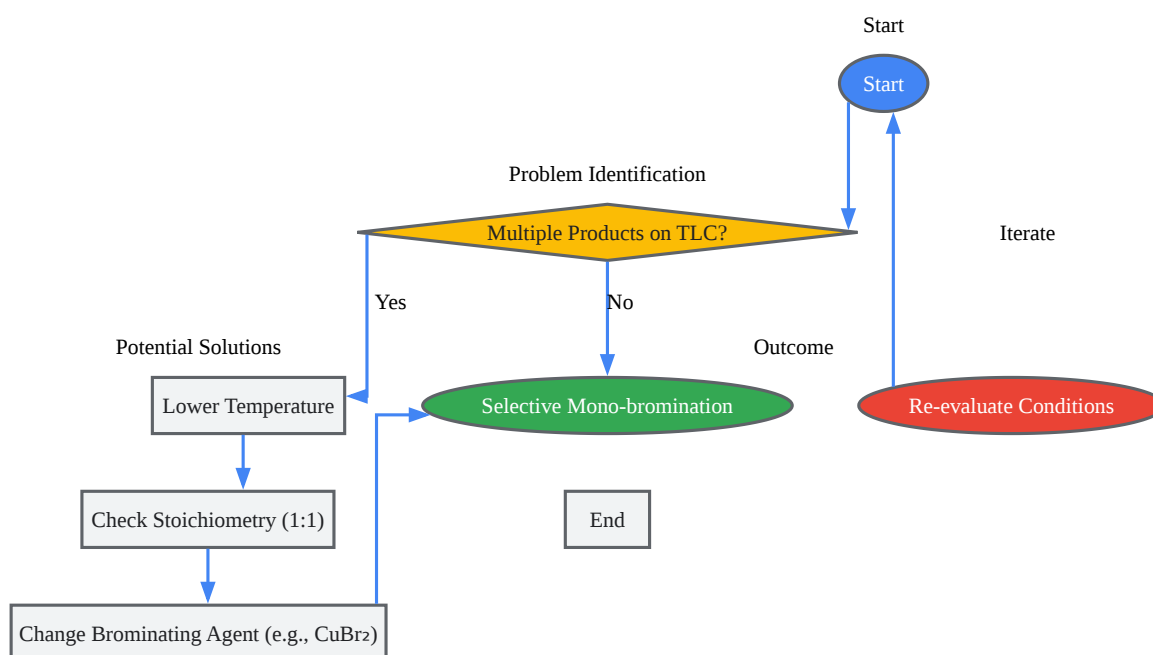 Start
Start
Problem Identification
Multiple Products on TLC?
Iterate
Yes
No
Potential Solutions
Outcome
Lower Temperature
Selective Mono-bromination
Re-evaluate Conditions
Check Stoichiometry (1:1)
End
Change Brominating Agent (e.g., CuBr₂)